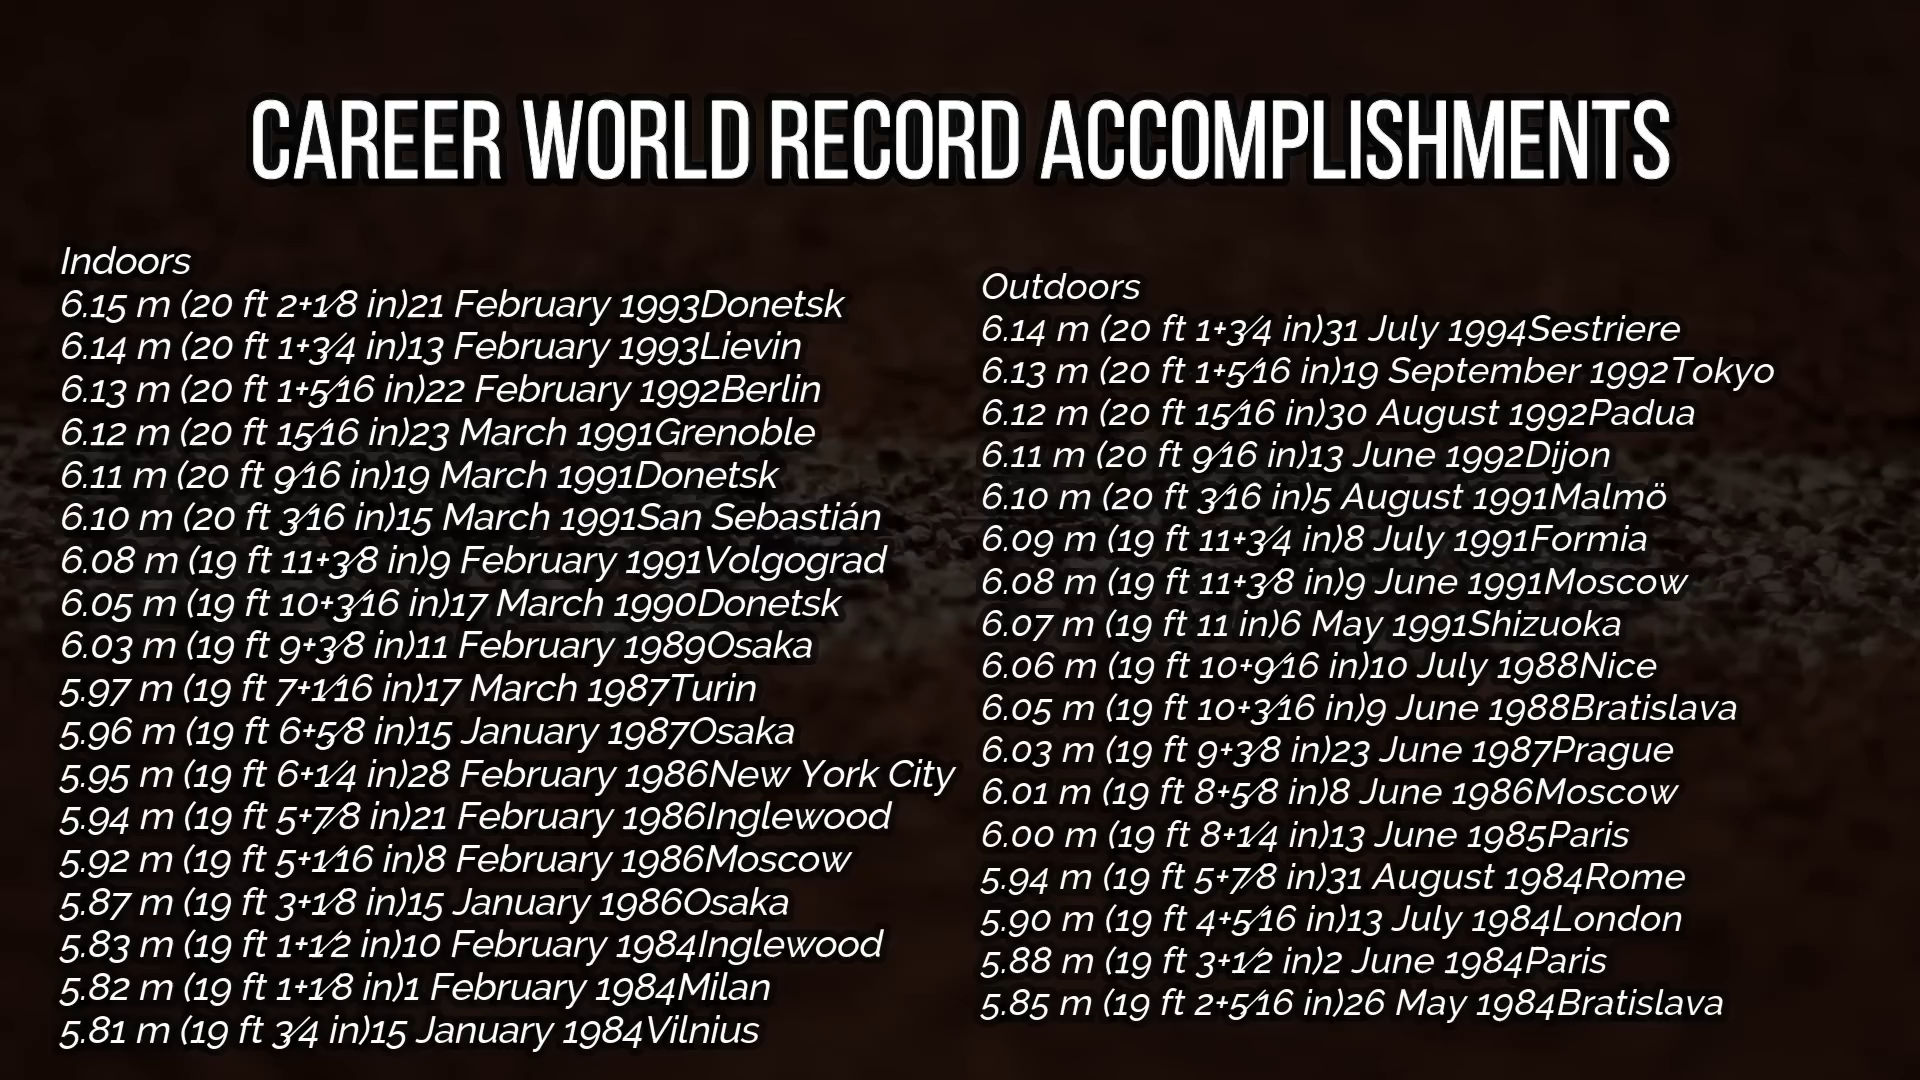 CAREER WORLD RECORD ACCOMPLISHMENTS
Indoors
6.15 m (20 ft 2+1⁄8 in)21 February 1993Donetsk
6.14 m (20 ft 1+3⁄4 in)13 February 1993Lievin
6.13 m (20 ft 1+5⁄16 in)22 February 1992Berlin
6.12 m (20 ft 15⁄16 in)23 March 1991Grenoble
6.11 m (20 ft 9⁄16 in)19 March 1991Donetsk
6.10 m (20 ft 3⁄16 in)15 March 1991San Sebastián
6.08 m (19 ft 11+3⁄8 in)9 February 1991Volgograd
6.05 m (19 ft 10+3⁄16 in)17 March 1990Donetsk
6.03 m (19 ft 9+3⁄8 in)11 February 1989Osaka
5.97 m (19 ft 7+1⁄16 in)17 March 1987Turin
5.96 m (19 ft 6+5⁄8 in)15 January 1987Osaka
5.95 m (19 ft 6+1⁄4 in)28 February 1986New York City
5.94 m (19 ft 5+7⁄8 in)21 February 1986Inglewood
5.92 m (19 ft 5+1⁄16 in)8 February 1986Moscow
5.87 m (19 ft 3+1⁄8 in)15 January 1986Osaka
5.83 m (19 ft 1+1⁄2 in)10 February 1984Inglewood
5.82 m (19 ft 1+1⁄8 in)1 February 1984Milan
5.81 m (19 ft 3⁄4 in)15 January 1984Vilnius
Outdoors
6.14 m (20 ft 1+3⁄4 in)31 July 1994Sestriere
6.13 m (20 ft 1+5⁄16 in)19 September 1992Tokyo
6.12 m (20 ft 15⁄16 in)30 August 1992Padua
6.11 m (20 ft 9⁄16 in)13 June 1992Dijon
6.10 m (20 ft 3⁄16 in)5 August 1991Malmö
6.09 m (19 ft 11+3⁄4 in)8 July 1991Formia
6.08 m (19 ft 11+3⁄8 in)9 June 1991Moscow
6.07 m (19 ft 11 in)6 May 1991Shizuoka
6.06 m (19 ft 10+9⁄16 in)10 July 1988Nice
6.05 m (19 ft 10+3⁄16 in)9 June 1988Bratislava
6.03 m (19 ft 9+3⁄8 in)23 June 1987Prague
6.01 m (19 ft 8+5⁄8 in)8 June 1986Moscow
6.00 m (19 ft 8+1⁄4 in)13 June 1985Paris
5.94 m (19 ft 5+7⁄8 in)31 August 1984Rome
5.90 m (19 ft 4+5⁄16 in)13 July 1984London
5.88 m (19 ft 3+1⁄2 in)2 June 1984Paris
5.85 m (19 ft 2+5⁄16 in)26 May 1984Bratislava